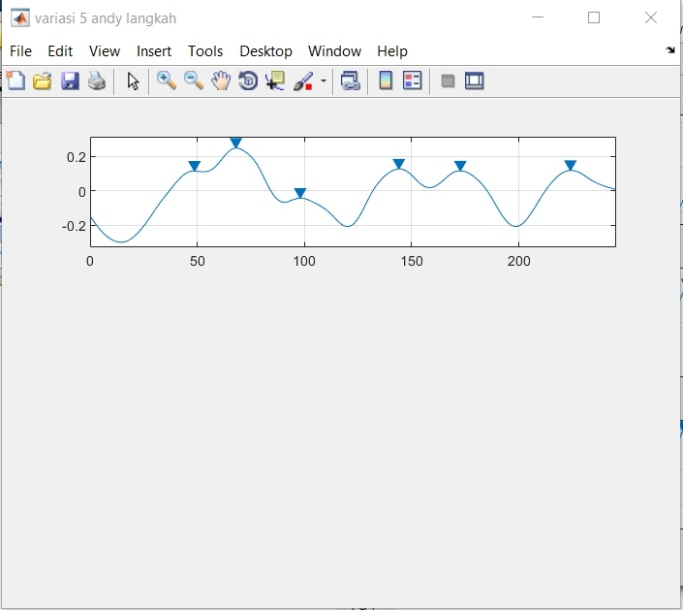 variasi 5 andy langkah
File Edit View Insert Tools Desktop Window Help
0.2
0
-0.2
0 50 100 150 200